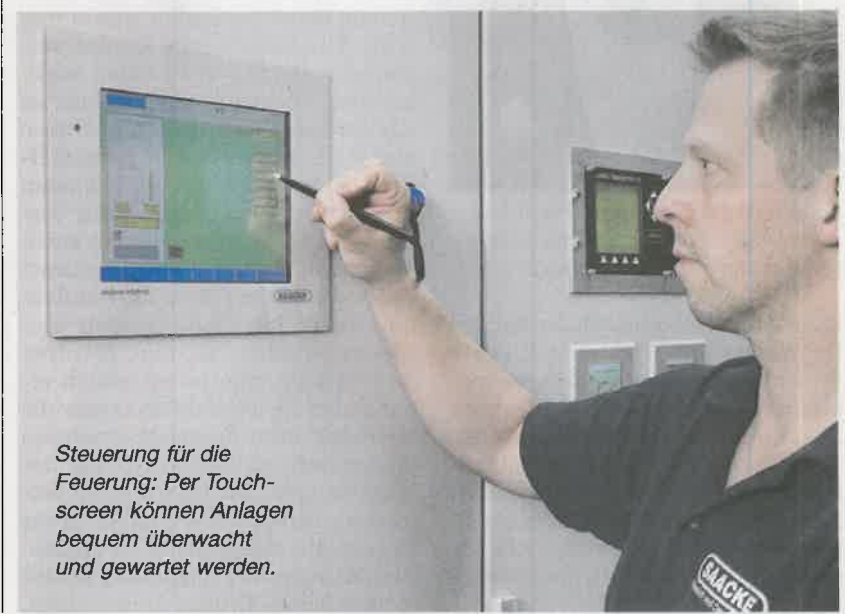 SAACKE
Steuerung für die
Feuerung: Per Touch-
screen können Anlagen
bequem überwacht
und gewartet werden.
SAACKE